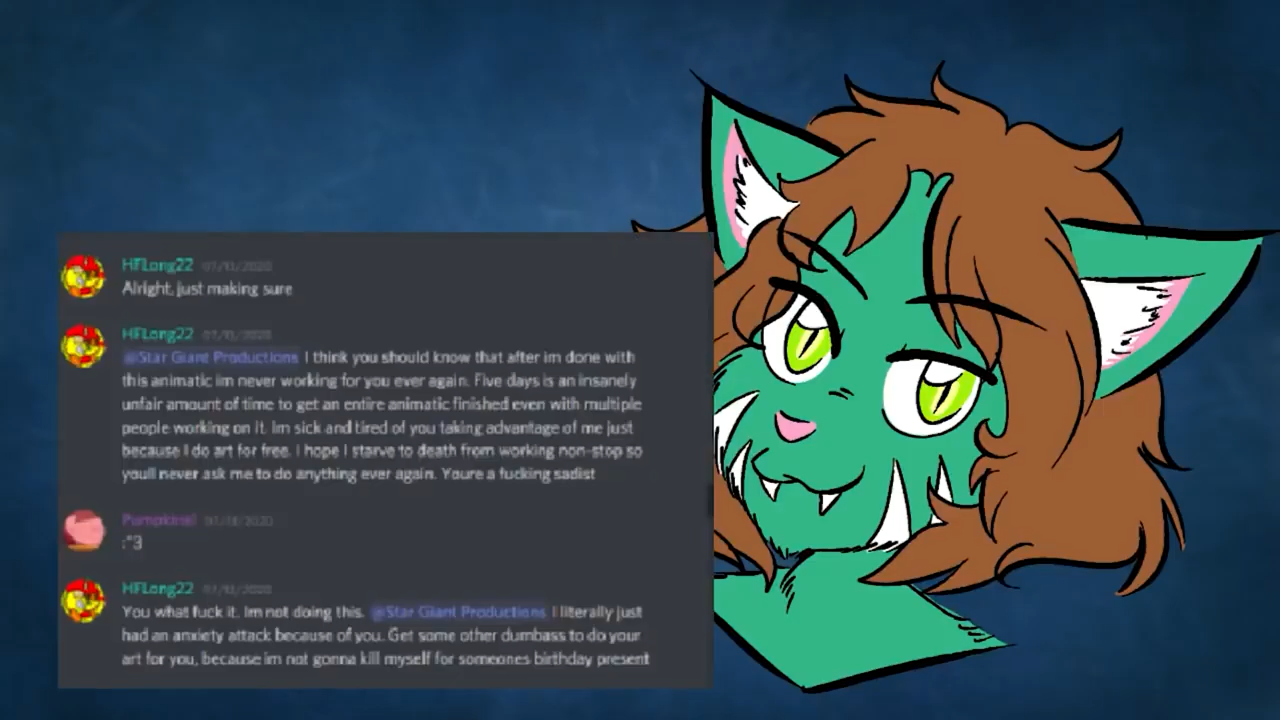 HFLong22 07/13/2020
Alright, just making sure
HFLong22 07/13/2020
@Star Giant Productions I think you should know that after im done with
this animatic im never working for you ever again. Five days is an insanely
unfair amount of time to get an entire animatic finished even with multiple
people working on it. Im sick and tired of you taking advantage of me just
because I do art for free. I hope I starve to death from working non-stop so
youll never ask me to do anything ever again. Youre a fucking sadist
:"3
HFLong22
You what fuck it. Im not doing this. @Star Giant Productions I literally just
had an anxiety attack because of you. Get some other dumbass to do your
art for you, because im not gonna kill myself for someones birthday present